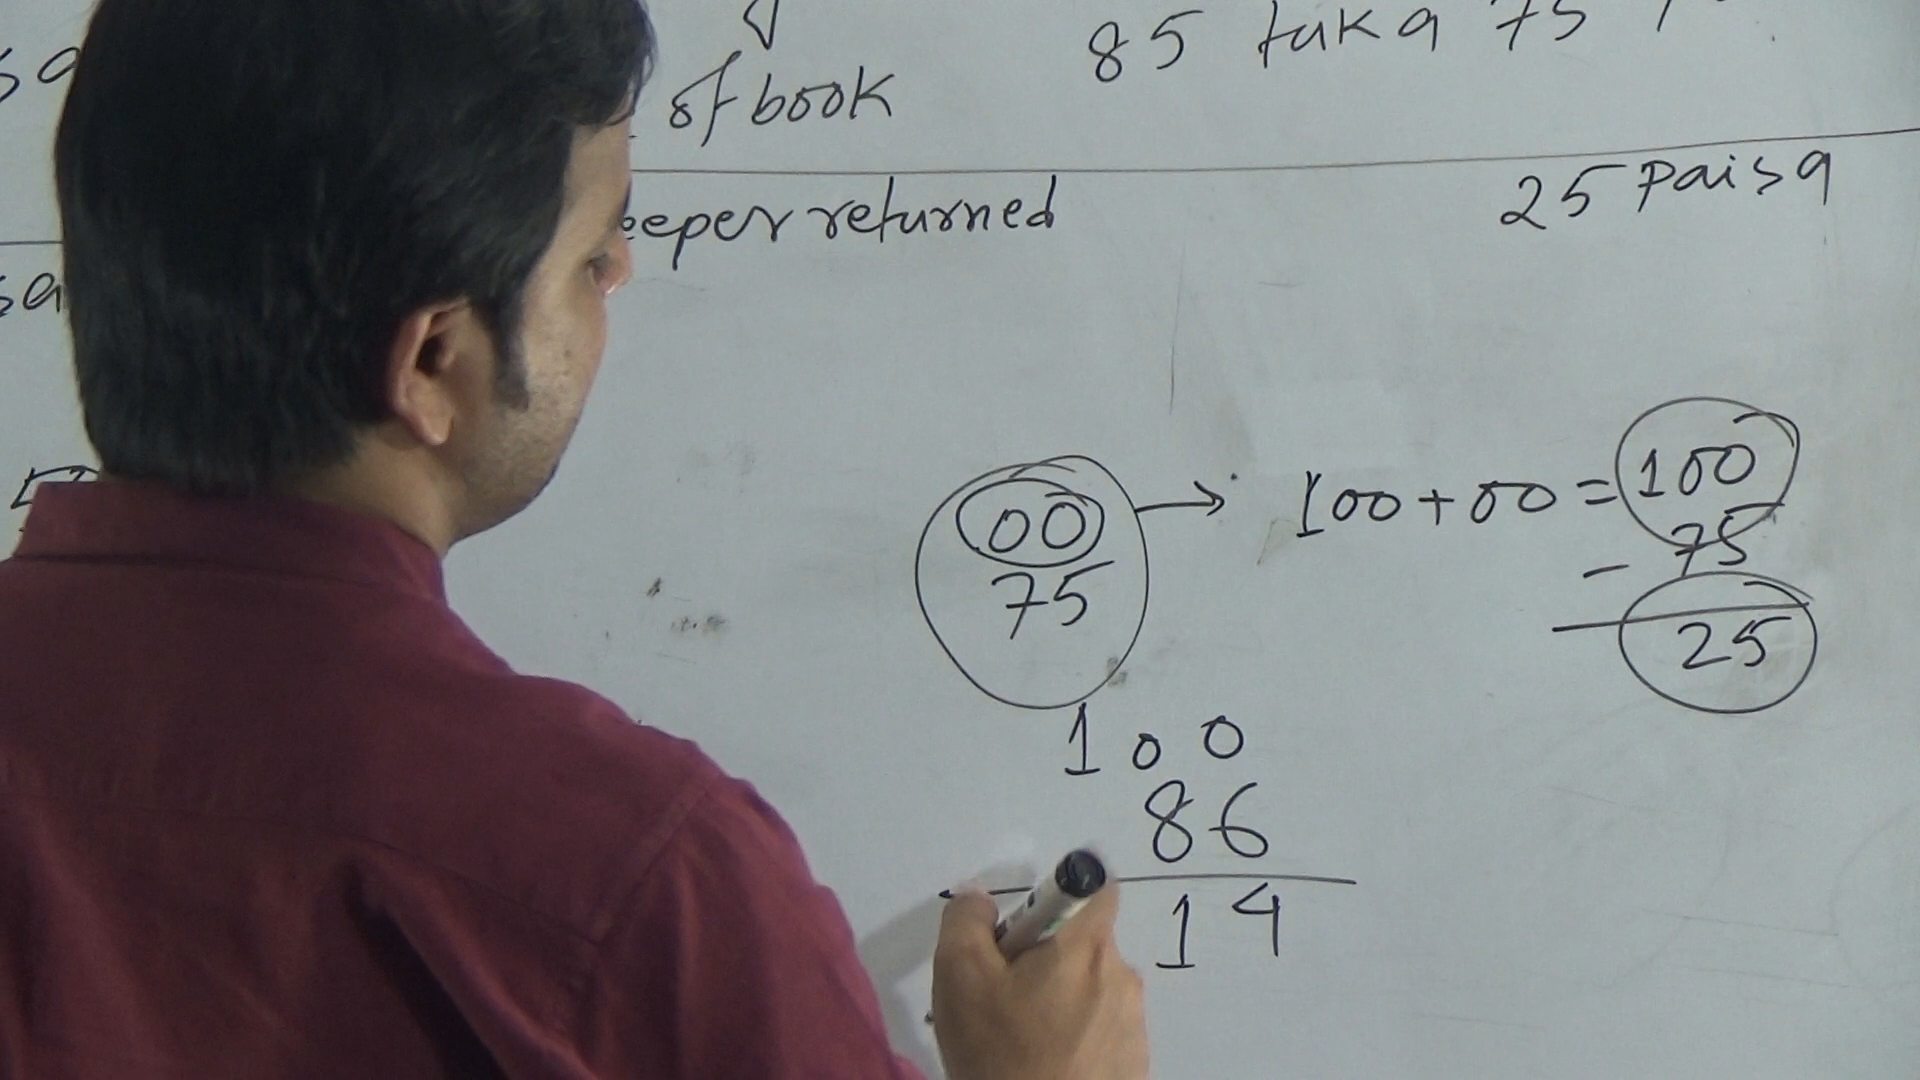 of book 85 taka 75
eeper returned 25 Paisa
00 → 100+00=100
75 - 75
25
100
86
14